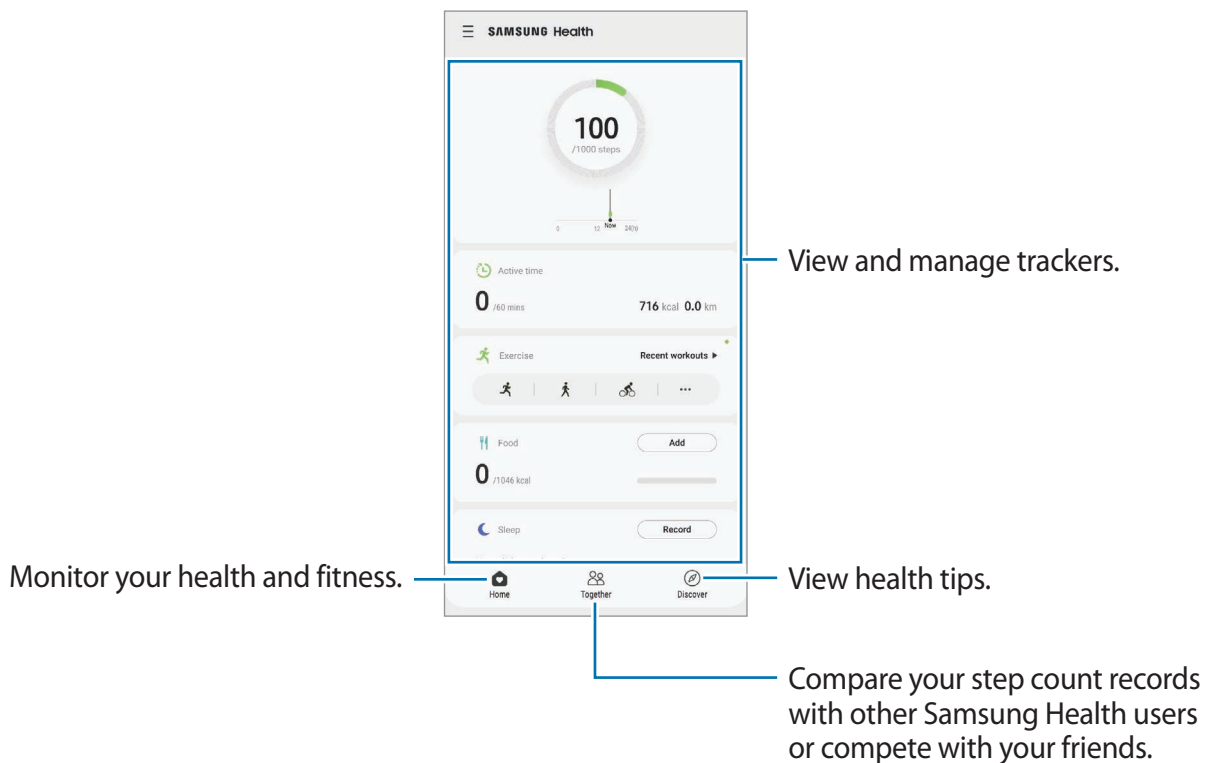 SAMSUNG Health
100
/1000 steps
0 12 Now 24(h)
Active time
0 /60 mins 716 kcal 0.0 km
Exercise Recent workouts
Food Add
0 /1046 kcal
Sleep Record
Home Together Discover
View and manage trackers.
Monitor your health and fitness.
View health tips.
Compare your step count records
with other Samsung Health users
or compete with your friends.